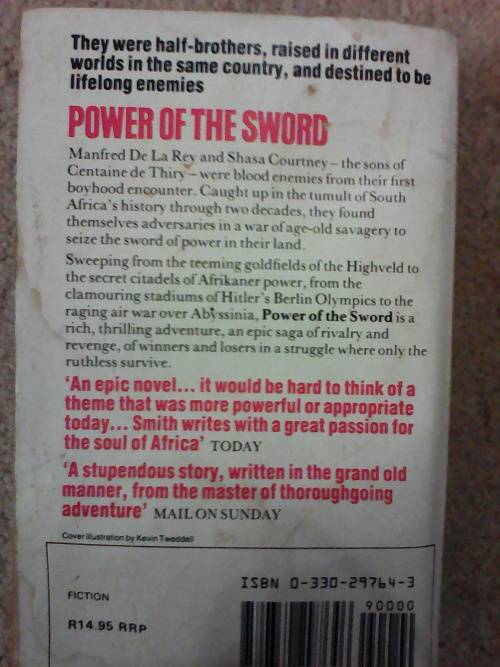 They were half-brothers, raised in different
worlds in the same country, and destined to be
lifelong enemies
POWER OF THE SWORD
Manfred De La Rey and Shasa Courtney – the sons of
Centaine de Thiry – were blood enemies from their first
boyhood encounter. Caught up in the tumult of South
Africa's history through two decades, they found
themselves adversaries in a war of age-old savagery to
seize the sword of power in their land.
Sweeping from the teeming goldfields of the Highveld to
the secret citadels of Afrikaner power, from the
clamouring stadiums of Hitler's Berlin Olympics to the
raging air war over Abyssinia, Power of the Sword is a
rich, thrilling adventure, an epic saga of rivalry and
revenge, of winners and losers in a struggle where only the
ruthless survive.
'An epic novel... it would be hard to think of a
theme that was more powerful or appropriate
today... Smith writes with a great passion for
the soul of Africa' TODAY
'A stupendous story, written in the grand old
manner, from the master of thoroughgoing
adventure' MAIL ON SUNDAY
Cover illustration by Kevin Tweddell
ISBN 0-330-29764-3
90000
FICTION
R14.95 RRP